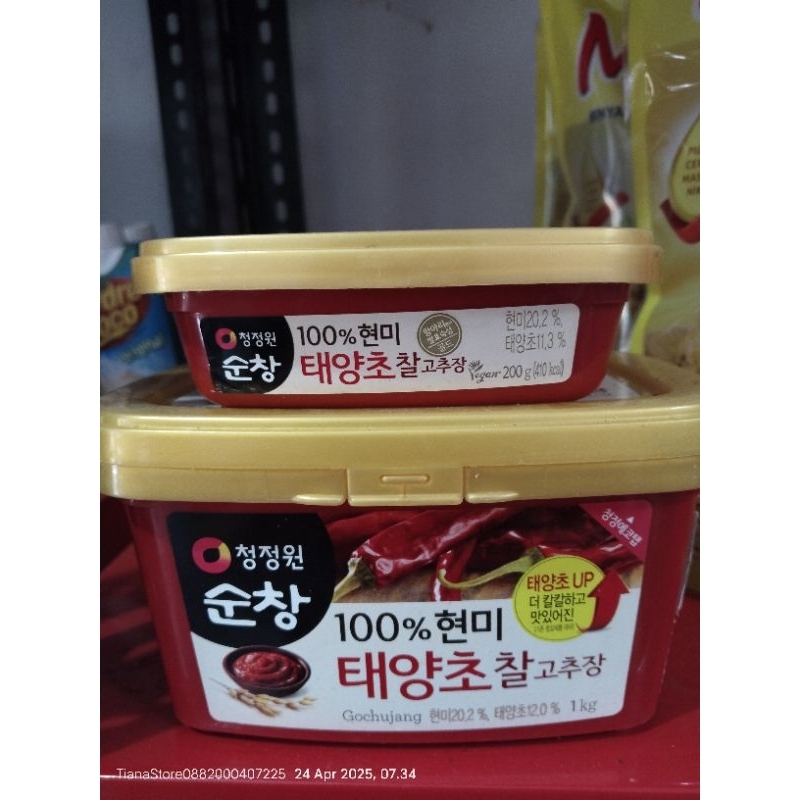 청정원
순창
100%현미
태양초찰고추장
현미20.2 %,
태양초11.3 %
Vegan 200 g (410 kcal)
청정원
순창
100%현미
태양초찰고추장
Gochujang 현미20.2 %, 태양초12.0 % 1kg
태양초 UP
더 칼칼하고
맛있어진
TianaStore0882000407225 24 Apr 2025, 07.34